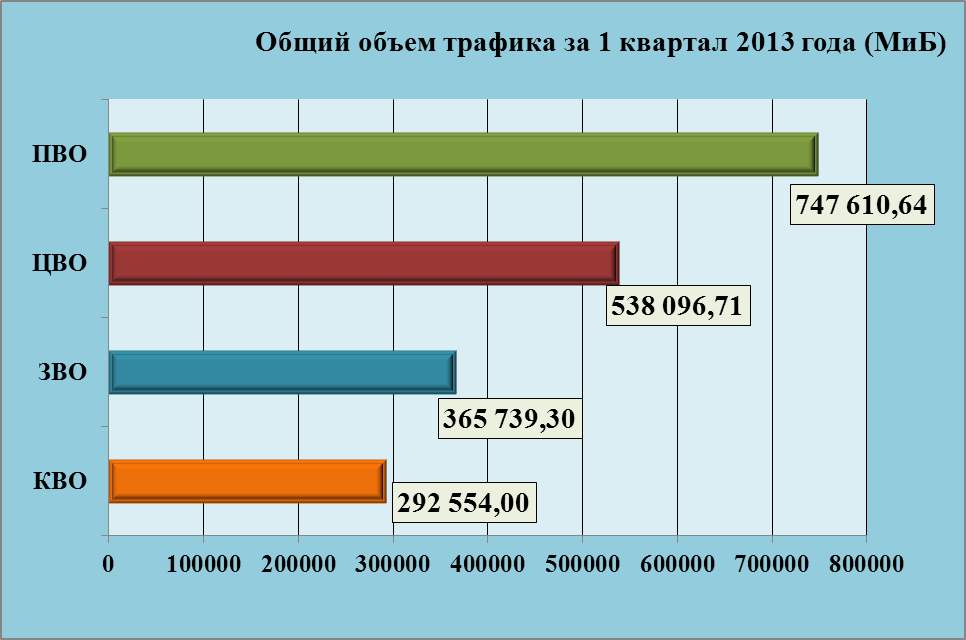 Общий объем трафика за 1 квартал 2013 года (МиБ)
ПВО
747 610,64
ЦВО
538 096,71
ЗВО
365 739,30
КВО
292 554,00
0 100000 200000 300000 400000 500000 600000 700000 800000